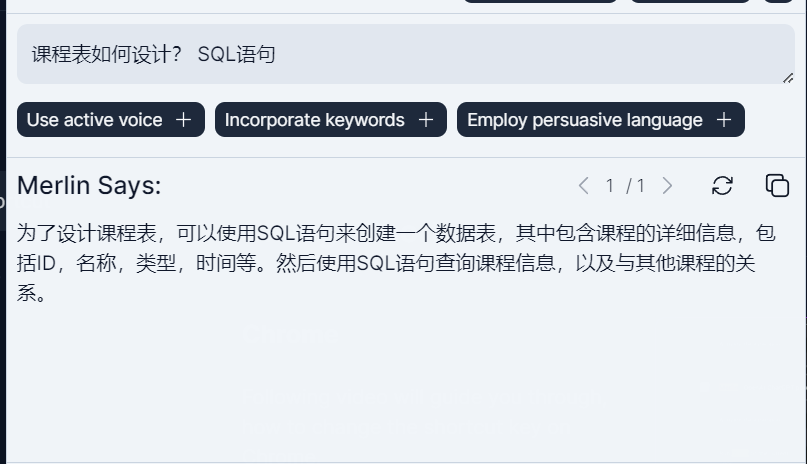 课程表如何设计? SQL语句
Use active voice +
Incorporate keywords +
Employ persuasive language +
Merlin Says:
1 / 1
为了设计课程表，可以使用SQL语句来创建一个数据表，其中包含课程的详细信息，包
括ID，名称，类型，时间等。然后使用SQL语句查询课程信息，以及与其他课程的关
系。